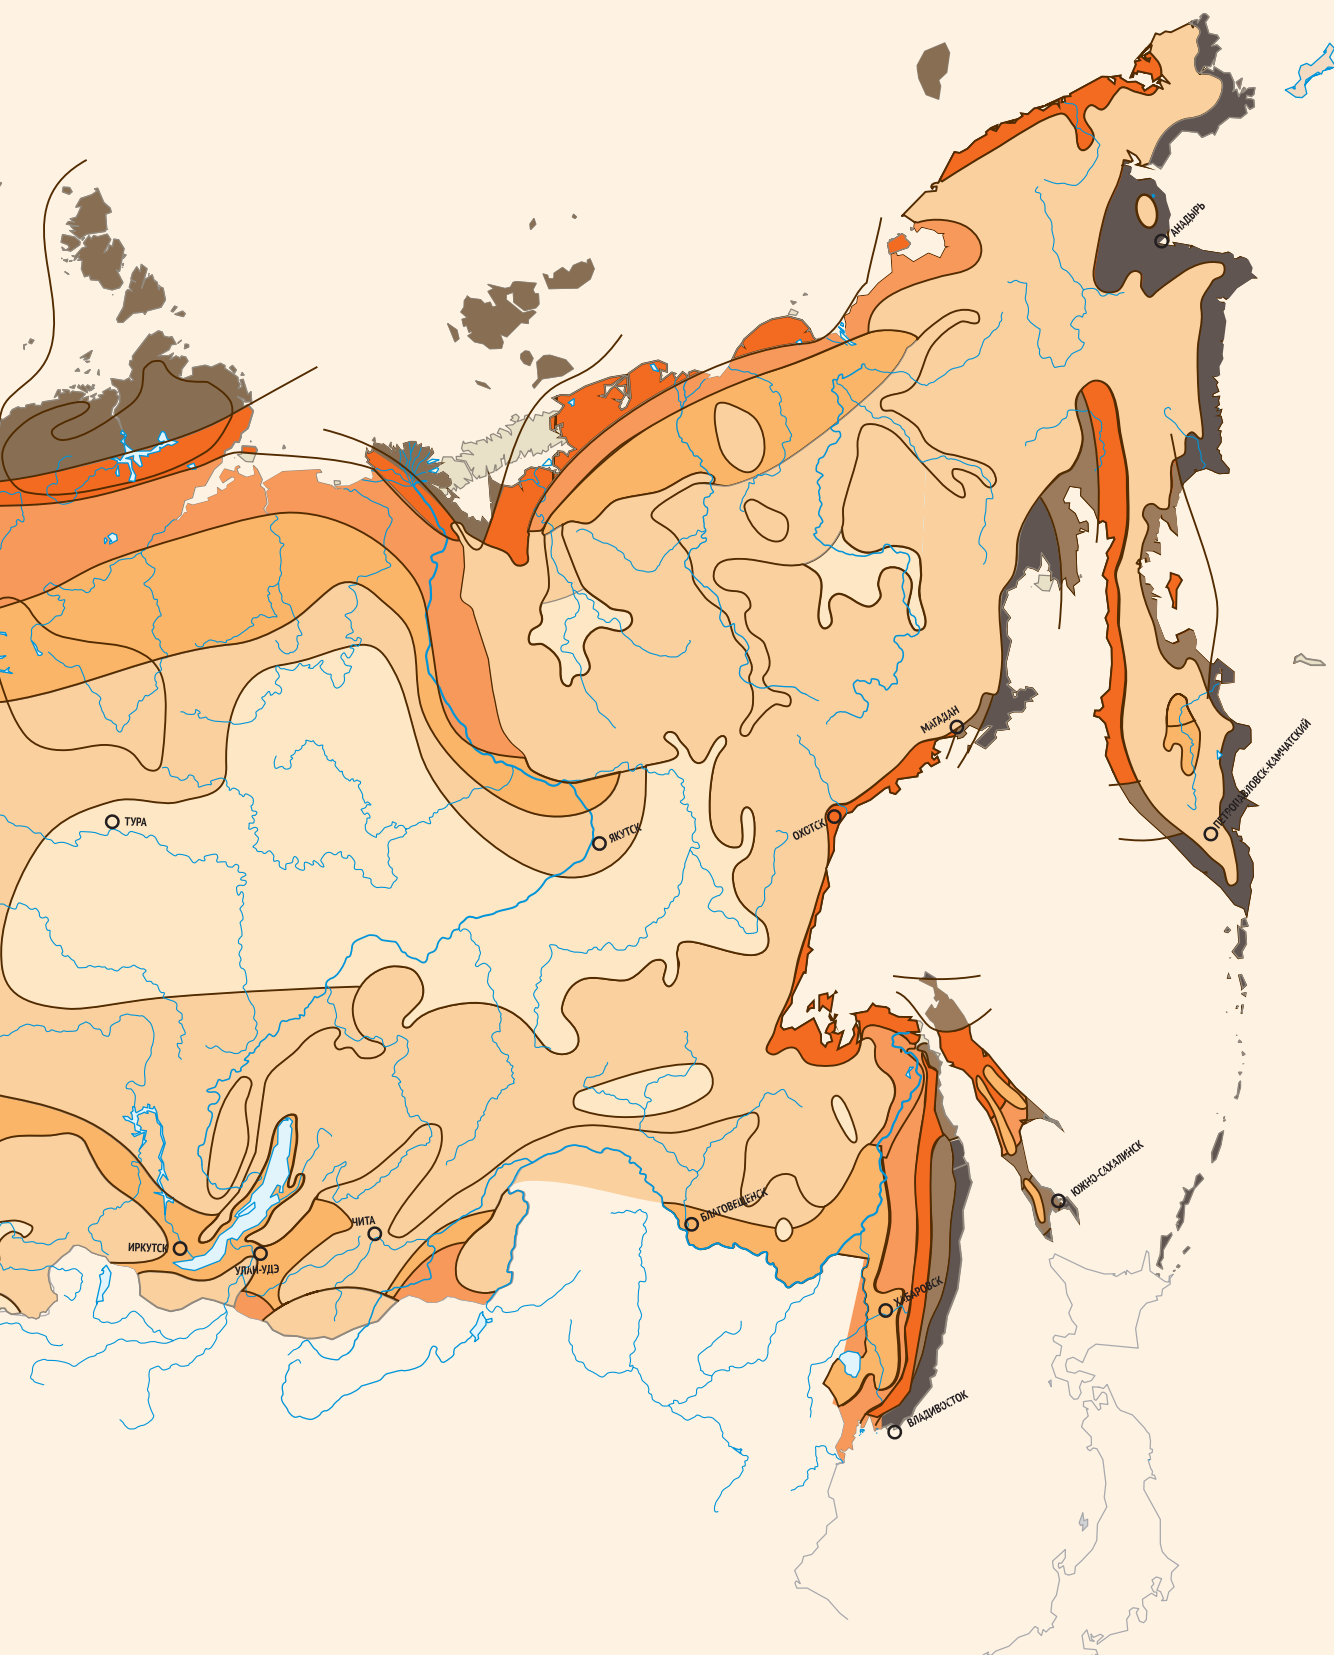 АНАДЫРЬ
МАГАДАН
ПЕТРОПАВЛОВСК-КАМЧАТСКИЙ
ОХОТСК
ТУРА
ЯКУТСК
ЮЖНО-САХАЛИНСК
БЛАГОВЕЩЕНСК
ЧИТА
ИРКУТСК
УЛАН-УДЭ
ХАБАРОВСК
ВЛАДИВОСТОК